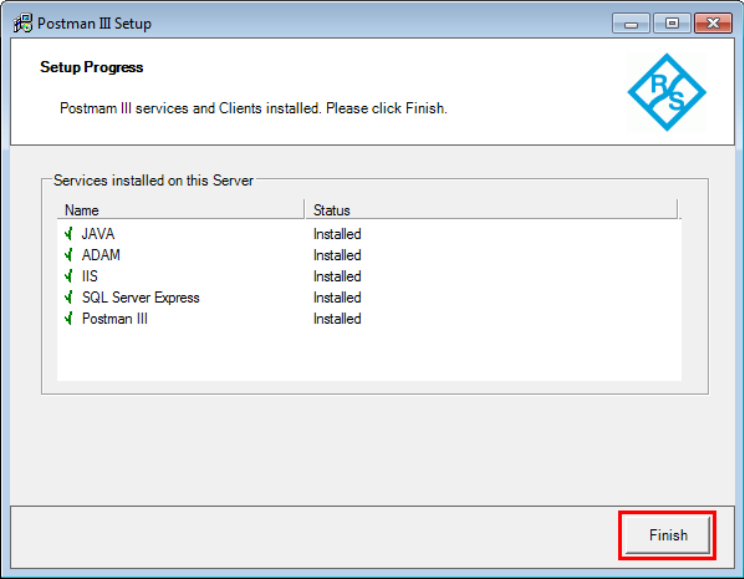 Postman III Setup
Setup Progress
Postmam III services and Clients installed. Please click Finish.
R
S
Services installed on this Server
Name Status
JAVA Installed
ADAM Installed
IIS Installed
SQL Server Express Installed
Postman III Installed
Finish